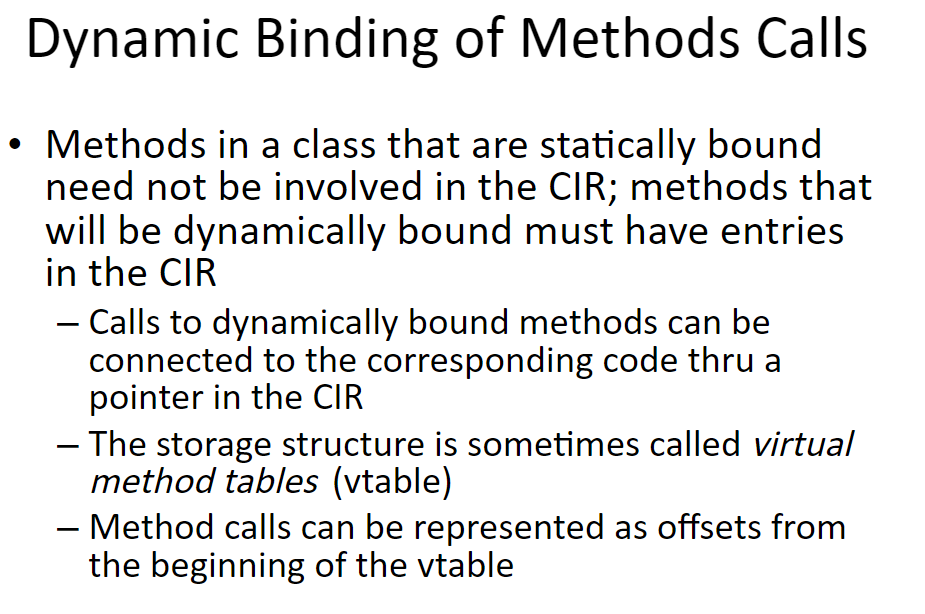 Dynamic Binding of Methods Calls
• Methods in a class that are statically bound
need not be involved in the CIR; methods that
will be dynamically bound must have entries
in the CIR
– Calls to dynamically bound methods can be
connected to the corresponding code thru a
pointer in the CIR
– The storage structure is sometimes called virtual
method tables (vtable)
– Method calls can be represented as offsets from
the beginning of the vtable